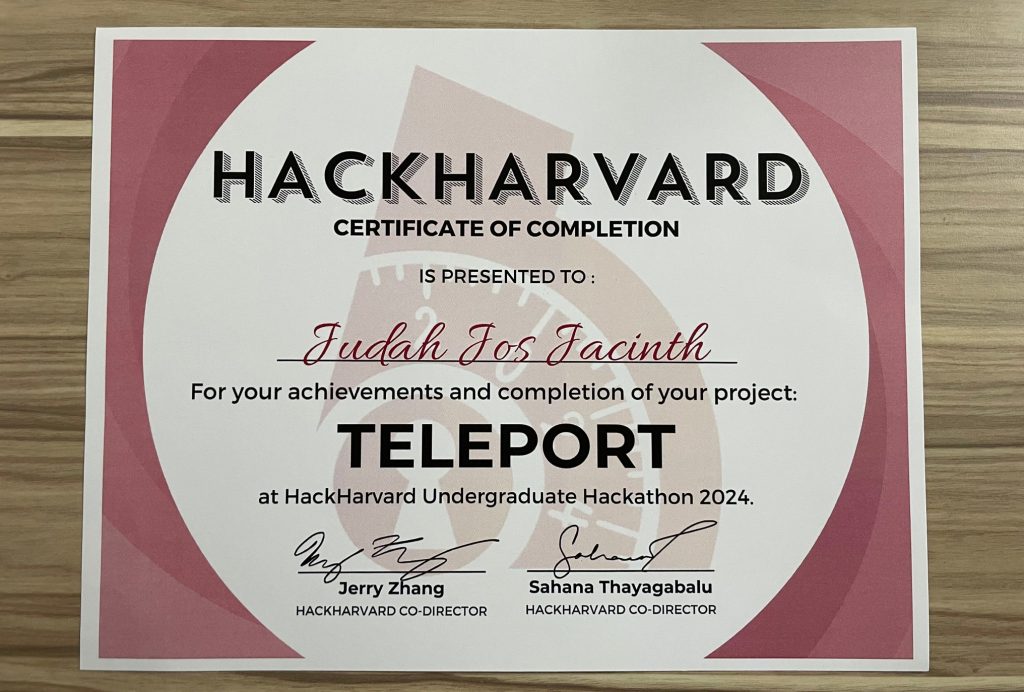 HACKHARVARD
CERTIFICATE OF COMPLETION
IS PRESENTED TO :
Judah Jos Jacinth
For your achievements and completion of your project:
TELEPORT
at HackHarvard Undergraduate Hackathon 2024.
Jerry Zhang
HACKHARVARD CO-DIRECTOR
Sahana Thayagabalu
HACKHARVARD CO-DIRECTOR